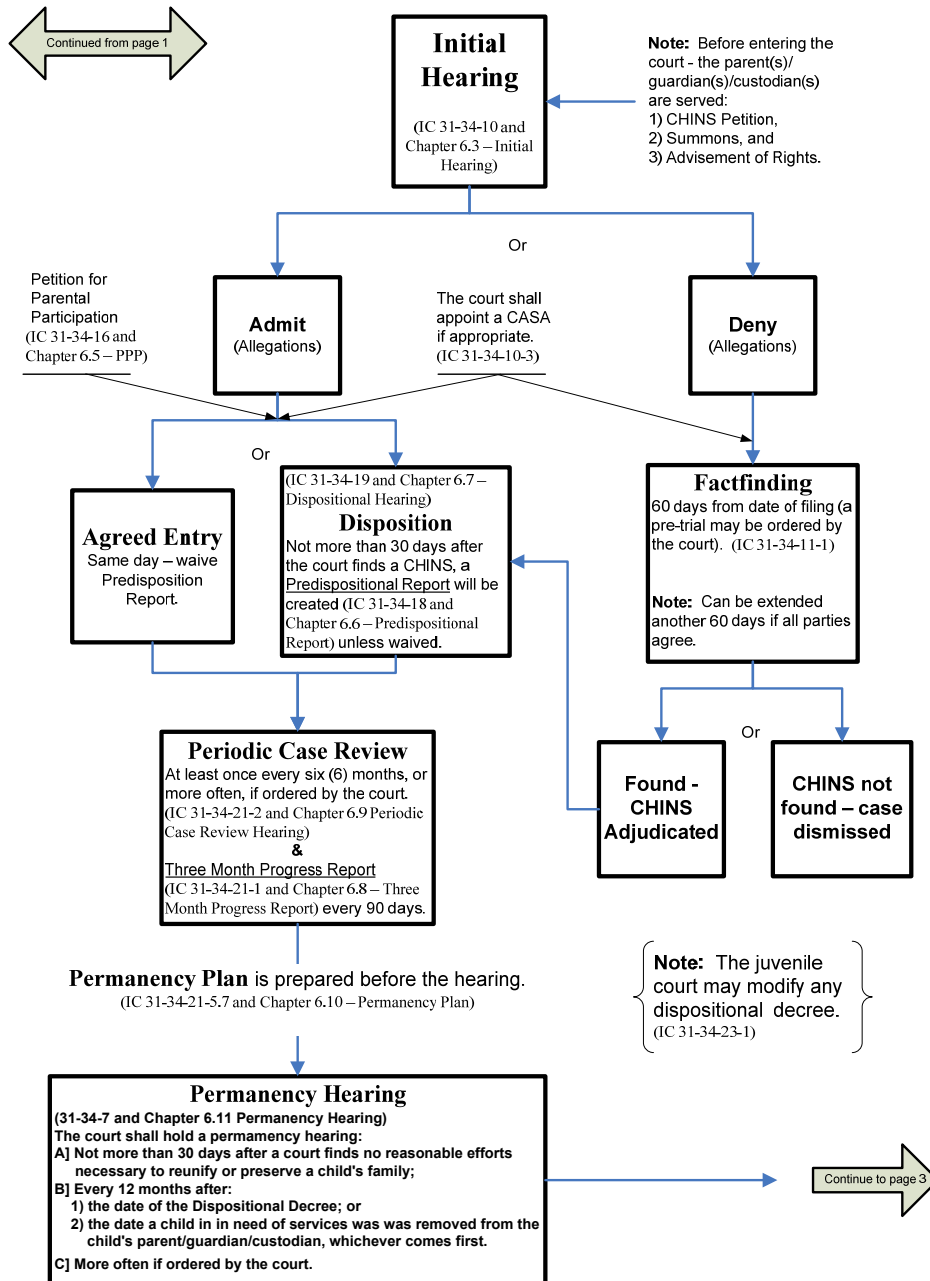 Continued from page 1
Initial
Hearing
(IC 31-34-10 and
Chapter 6.3 – Initial
Hearing)
Note: Before entering the
court - the parent(s)/
guardian(s)/custodian(s)
are served:
1) CHINS Petition,
2) Summons, and
3) Advisement of Rights.
Or
Petition for
Parental
Participation
(IC 31-34-16 and
Chapter 6.5 – PPP)
Admit
(Allegations)
The court shall
appoint a CASA
if appropriate.
(IC 31-34-10-3)
Deny
(Allegations)
Or
Agreed Entry
Same day – waive
Predisposition
Report.
(IC 31-34-19 and Chapter 6.7 –
Dispositional Hearing)
Disposition
Not more than 30 days after
the court finds a CHINS, a
Predispositional Report will be
created (IC 31-34-18 and
Chapter 6.6 – Predispositional
Report) unless waived.
Factfinding
60 days from date of filing (a
pre-trial may be ordered by
the court). (IC 31-34-11-1)
Note: Can be extended
another 60 days if all parties
agree.
Or
Periodic Case Review
At least once every six (6) months, or
more often, if ordered by the court.
(IC 31-34-21-2 and Chapter 6.9 Periodic
Case Review Hearing)
&
Three Month Progress Report
(IC 31-34-21-1 and Chapter 6.8 – Three
Month Progress Report) every 90 days.
Found -
CHINS
Adjudicated
CHINS not
found – case
dismissed
Permanency Plan is prepared before the hearing.
(IC 31-34-21-5.7 and Chapter 6.10 – Permanency Plan)
Note: The juvenile
court may modify any
dispositional decree.
(IC 31-34-23-1)
Permanency Hearing
(31-34-7 and Chapter 6.11 Permanency Hearing)
The court shall hold a permamency hearing:
A] Not more than 30 days after a court finds no reasonable efforts
necessary to reunify or preserve a child's family;
B] Every 12 months after:
1) the date of the Dispositional Decree; or
2) the date a child in in need of services was was removed from the
child's parent/guardian/custodian, whichever comes first.
C] More often if ordered by the court.
Continue to page 3